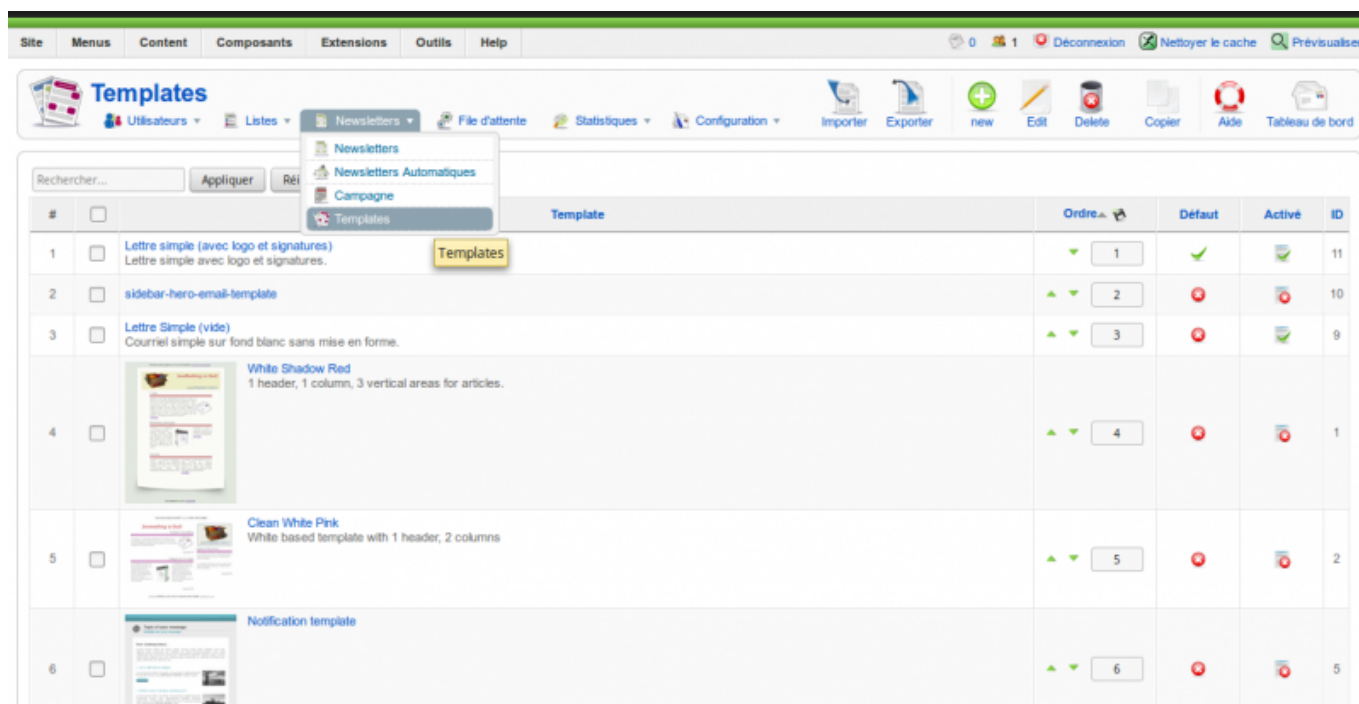 Site Menus Content Composants Extensions Outils Help 0 1 Déconnexion Nettoyer le cache Prévisualiser
Templates
Utilisateurs Listes Newsletters File d'attente Statistiques Configuration Importer Exporter new Edit Delete Copier Aide Tableau de bord
Newsletters
Newsletters Automatiques
Campagne
Templates
Templates
Rechercher... Appliquer Réi
# Template Ordre Défaut Activé ID
1 Lettre simple (avec logo et signatures) 1 11
Lettre simple avec logo et signatures.
2 sidebar-hero-email-template 2 10
3 Lettre Simple (vide) 3 9
Courriel simple sur fond blanc sans mise en forme.
White Shadow Red
1 header, 1 column, 3 vertical areas for articles.
4 4 1
Clean White Pink
White based template with 1 header, 2 columns
5 5 2
Notification template
6 6 5